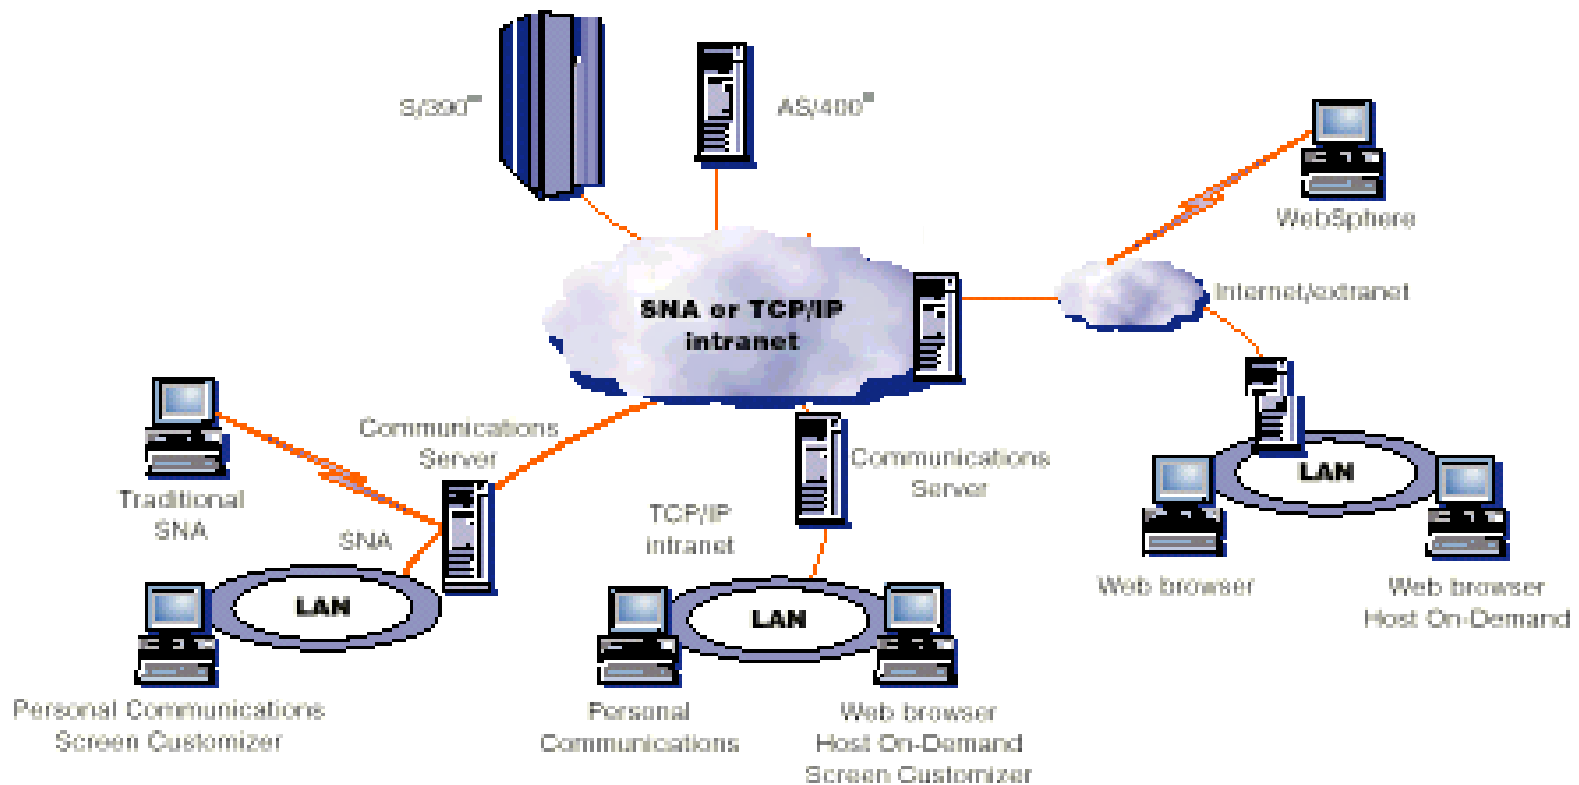 S/390™
AS/400®
WebSphere
SNA or TCP/IP
intranet
Internet/extranet
Communications
Server
Communications
Server
LAN
Traditional
SNA
SNA
TCP/IP
intranet
Web browser
Web browser
Host On-Demand
LAN
LAN
Personal Communications
Screen Customizer
Personal
Communications
Web browser
Host On-Demand
Screen Customizer